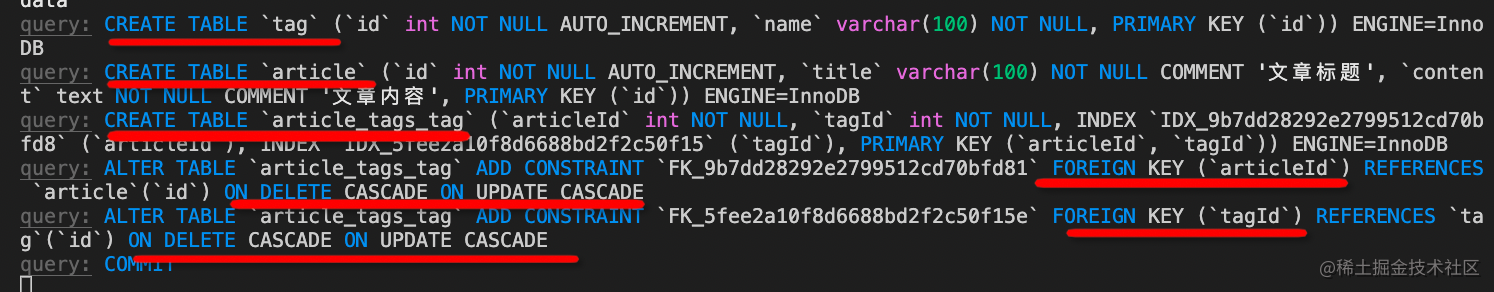 data
query: CREATE TABLE `tag` (`id` int NOT NULL AUTO_INCREMENT, `name` varchar(100) NOT NULL, PRIMARY KEY (`id`)) ENGINE=Inno
DB
query: CREATE TABLE `article` (`id` int NOT NULL AUTO_INCREMENT, `title` varchar(100) NOT NULL COMMENT '文章标题', `conten
t` text NOT NULL COMMENT '文章内容', PRIMARY KEY (`id`)) ENGINE=InnoDB
query: CREATE TABLE `article_tags_tag` (`articleId` int NOT NULL, `tagId` int NOT NULL, INDEX `IDX_9b7dd28292e2799512cd70b
fd8` (`articleId`), INDEX `IDX_5fee2a10f8d6688bd2f2c50f15` (`tagId`), PRIMARY KEY (`articleId`, `tagId`)) ENGINE=InnoDB
query: ALTER TABLE `article_tags_tag` ADD CONSTRAINT `FK_9b7dd28292e2799512cd70bfd81` FOREIGN KEY (`articleId`) REFERENCES
`article`(`id`) ON DELETE CASCADE ON UPDATE CASCADE
query: ALTER TABLE `article_tags_tag` ADD CONSTRAINT `FK_5fee2a10f8d6688bd2f2c50f15e` FOREIGN KEY (`tagId`) REFERENCES `ta
g`(`id`) ON DELETE CASCADE ON UPDATE CASCADE
query: COMMIT
@稀土掘金技术社区